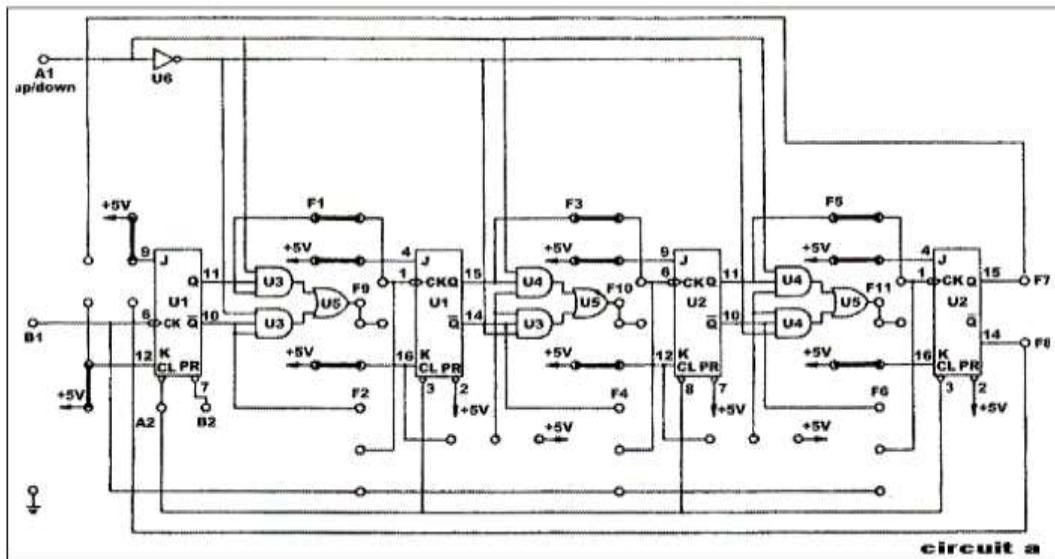 A1
up/down
U6
+5V
F1
F3
F5
9
J
U1
11
Q
U3
+5V
F9
4
J
1
CK
Q
15
U4
+5V
F10
9
J
6
CK
Q
11
U4
+5V
F11
4
J
1
CK
Q
15
F7
B1
6
CK
Q̅
10
U3
U5
U1
Q̅
14
U3
U5
U2
Q̅
10
U4
U5
U2
Q̅
14
F8
12
K
CL PR
7
+5V
16
K
CL PR
3
2
+5V
12
K
CL PR
8
7
+5V
16
K
CL PR
3
2
+5V
A2
B2
F2
+5V
F4
+5V
F6
+5V
+5V
+5V
circuit a